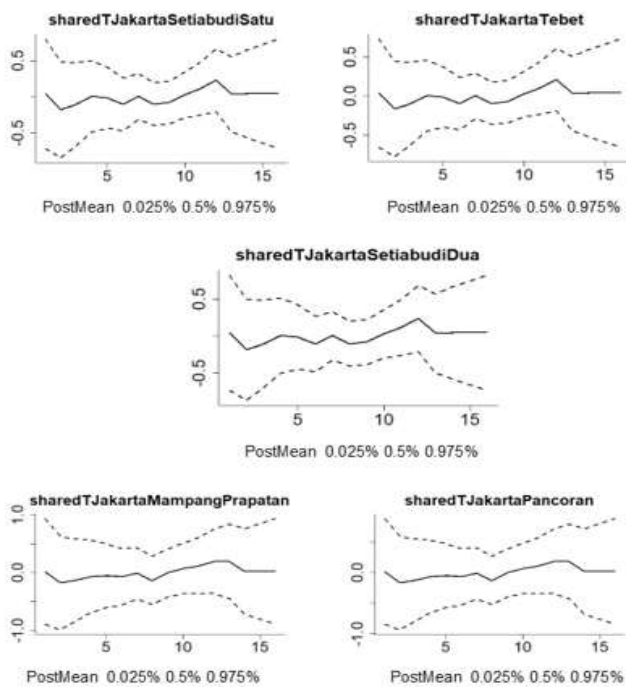 sharedTJakartaSetiabudiSatu
0.5
-0.5
5 10 15
PostMean 0.025% 0.5% 0.975%
sharedTJakartaTebet
0.5
0.0
-0.5
5 10 15
PostMean 0.025% 0.5% 0.975%
sharedTJakartaSetiabudiDua
0.5
-0.5
5 10 15
PostMean 0.025% 0.5% 0.975%
sharedTJakartaMampangPrapatan
1.0
0.0
-1.0
5 10 15
PostMean 0.025% 0.5% 0.975%
sharedTJakartaPancoran
0.0
-1.0
5 10 15
PostMean 0.025% 0.5% 0.975%